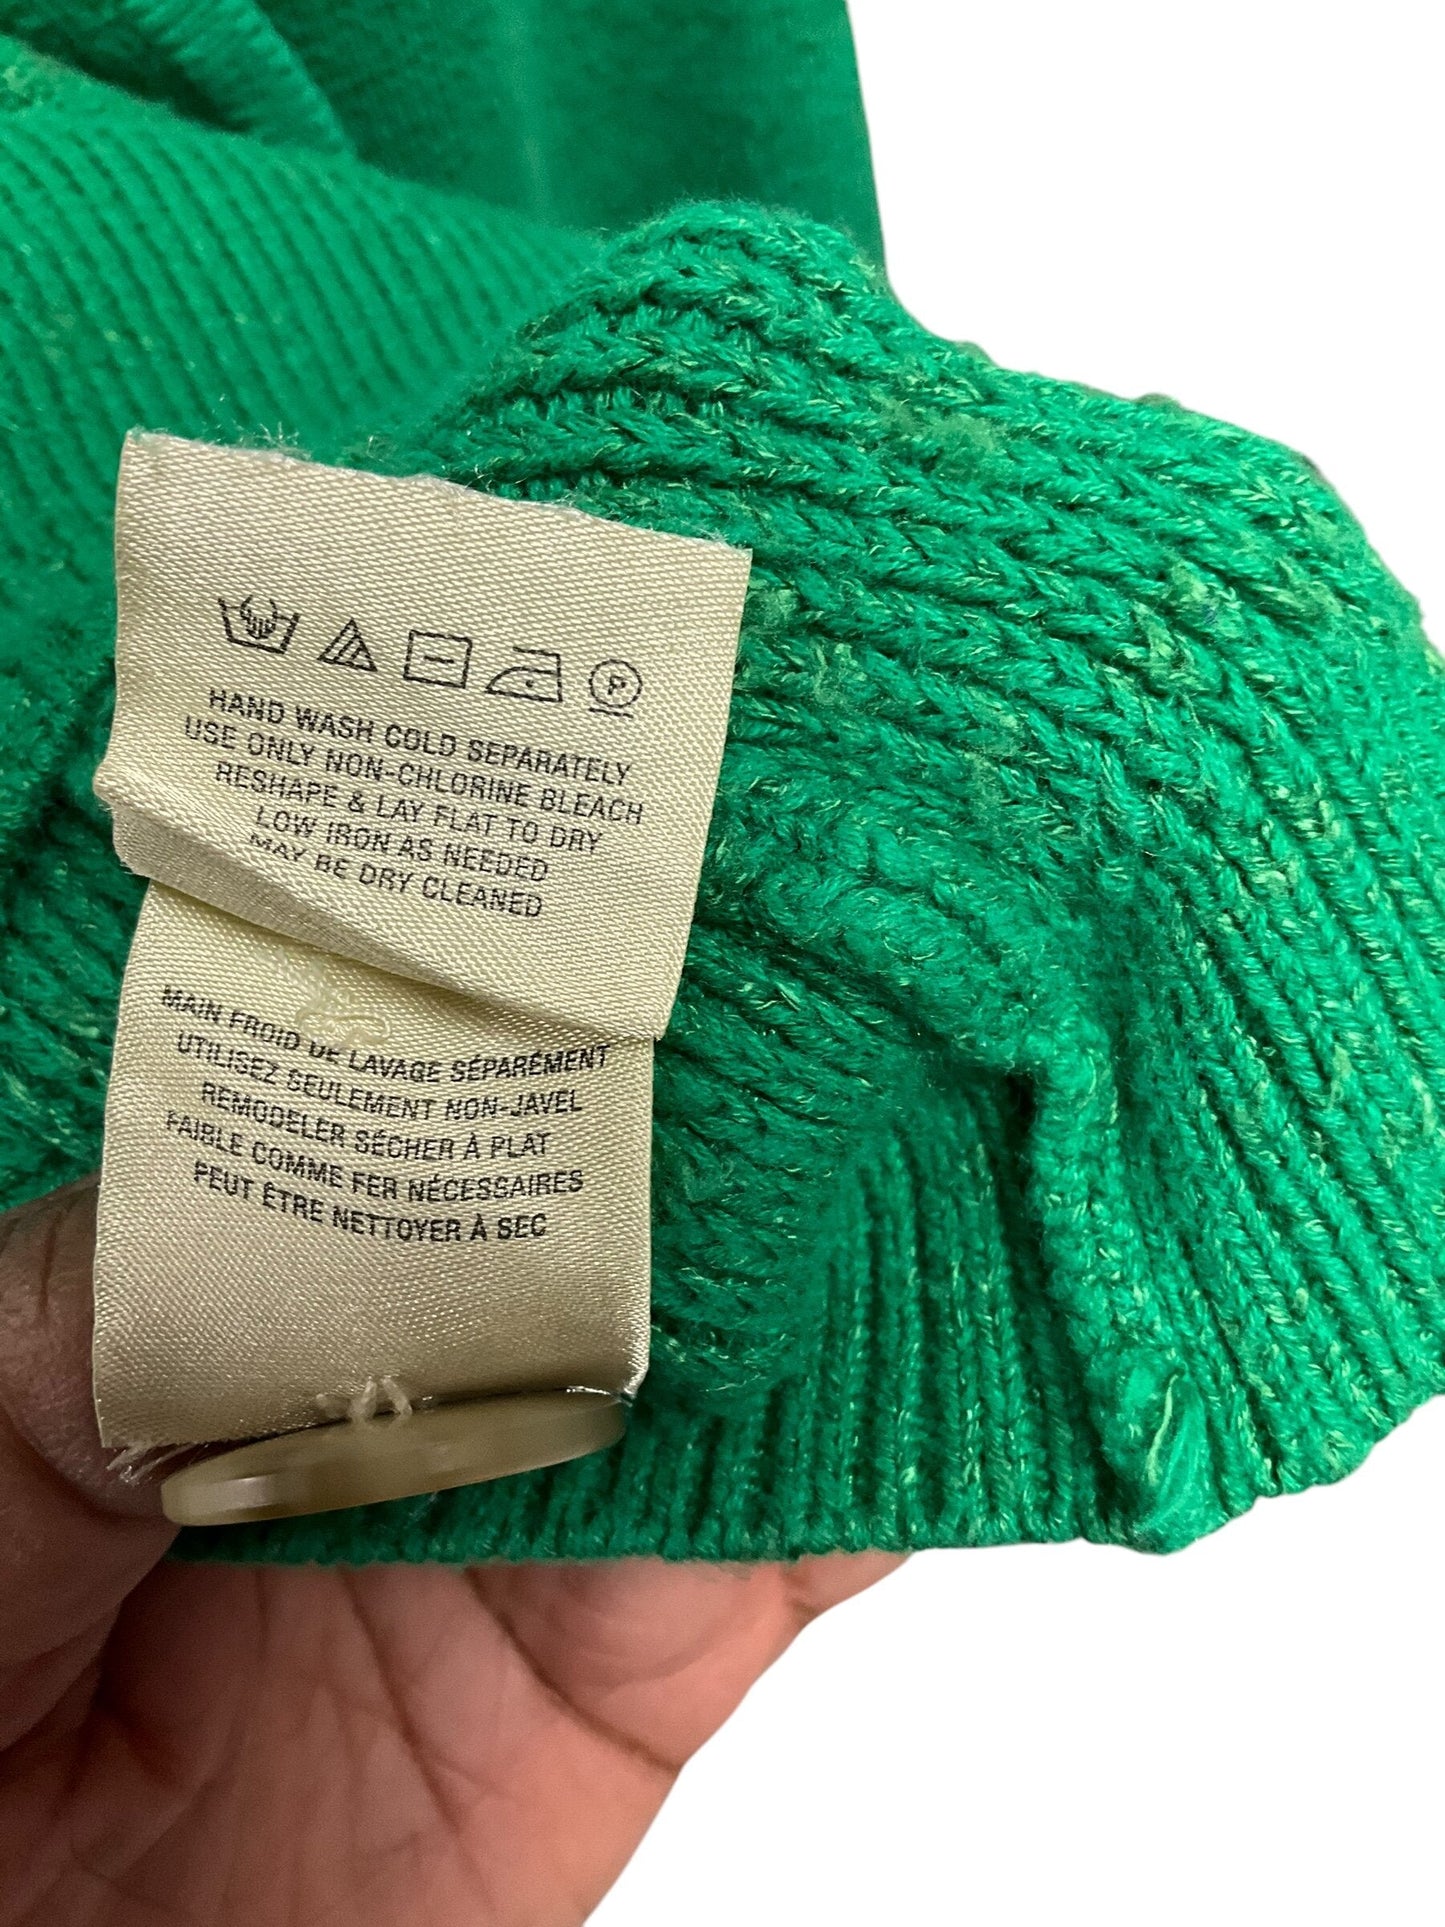 P
HAND WASH COLD SEPARATELY
USE ONLY NON-CHLORINE BLEACH
RESHAPE & LAY FLAT TO DRY
LOW IRON AS NEEDED
MAY BE DRY CLEANED
MAIN FROID DE LAVAGE SÉPARÉMENT
UTILISEZ SEULEMENT NON-JAVEL
REMODELER SÉCHER À PLAT
FAIBLE COMME FER NÉCESSAIRES
PEUT ÊTRE NETTOYER À SEC